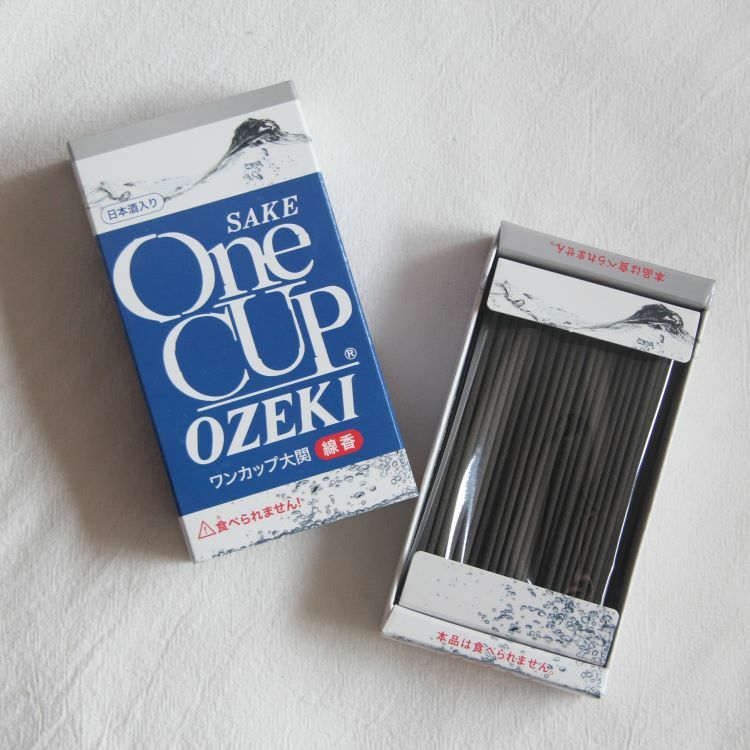 日本酒入り
SAKE
One
CUP®
OZEKI
ワンカップ大関 線香
食べられません!
本品は食べられません。
本品は食べられません。